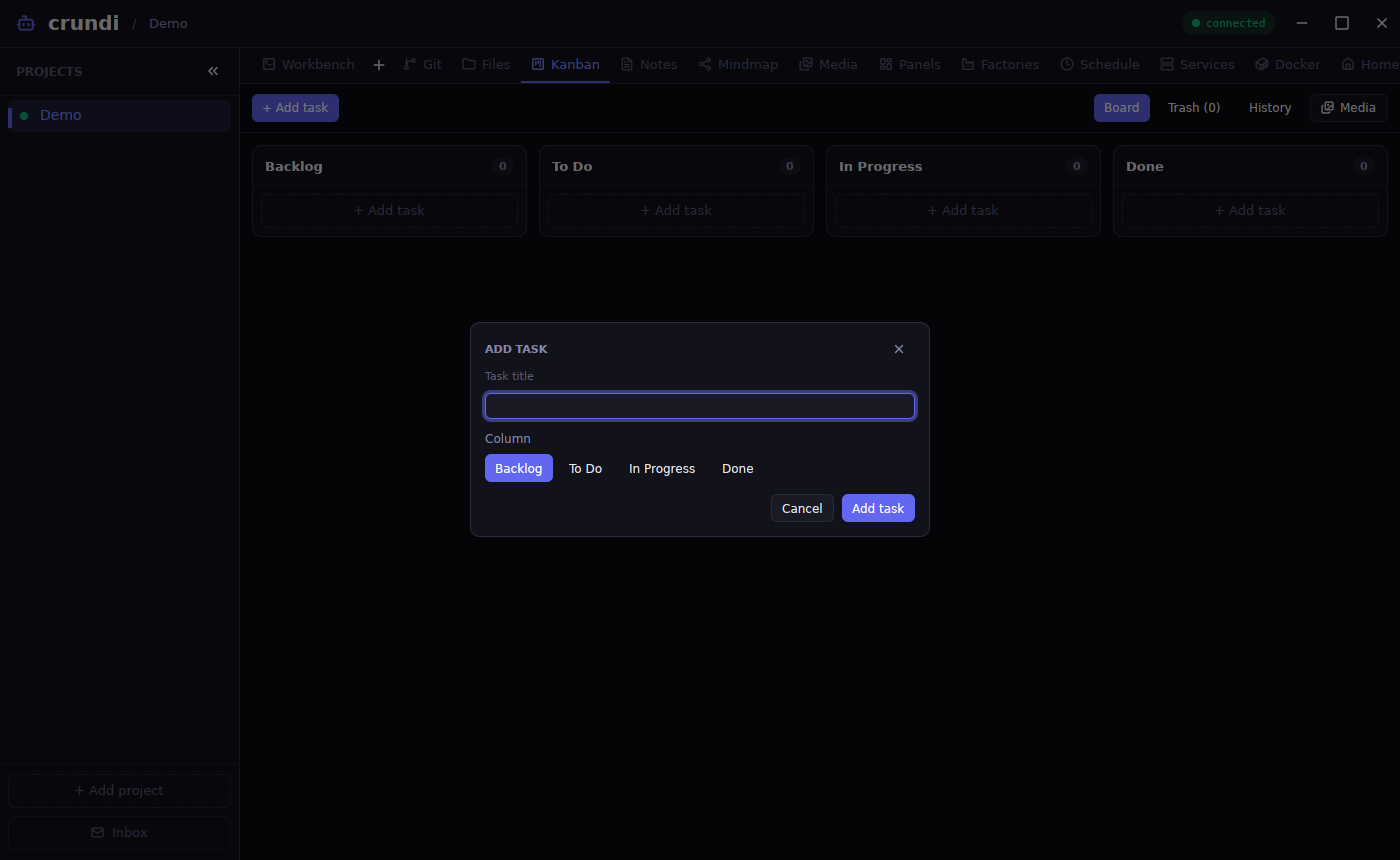 crundi / Demo
connected
PROJECTS
Demo
Workbench
Git
Files
Kanban
Notes
Mindmap
Media
Panels
Factories
Schedule
Services
Docker
Home
+ Add task
Board
Trash (0)
History
Media
Backlog 0
+ Add task
To Do 0
+ Add task
In Progress 0
+ Add task
Done 0
+ Add task
ADD TASK
Task title
Column
Backlog
To Do
In Progress
Done
Cancel
Add task
+ Add project
Inbox